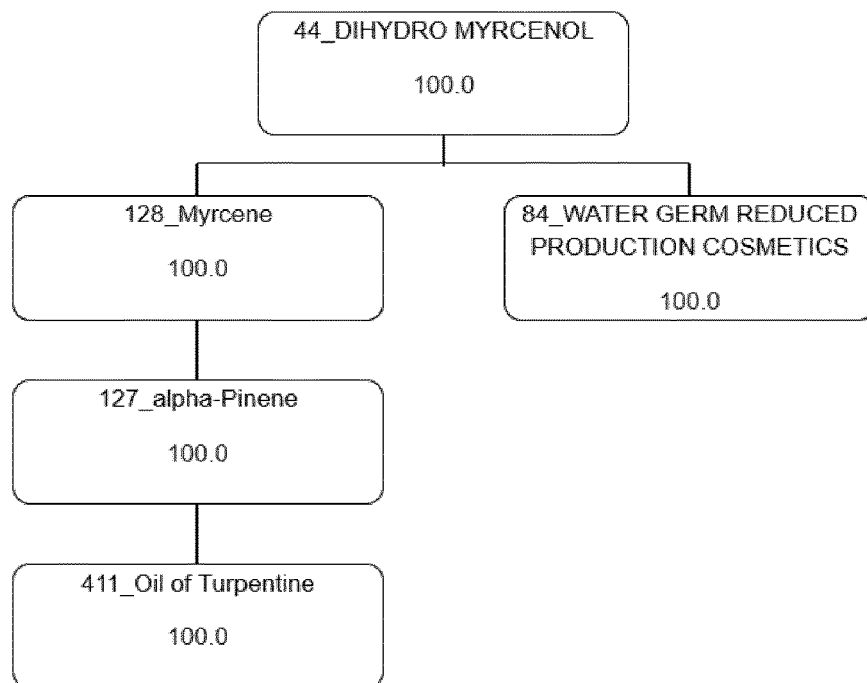 44_DIHYDRO MYRCENOL
100.0
128_Myrcene
100.0
84_WATER GERM REDUCED
PRODUCTION COSMETICS
100.0
127_alpha-Pinene
100.0
411_Oil of Turpentine
100.0